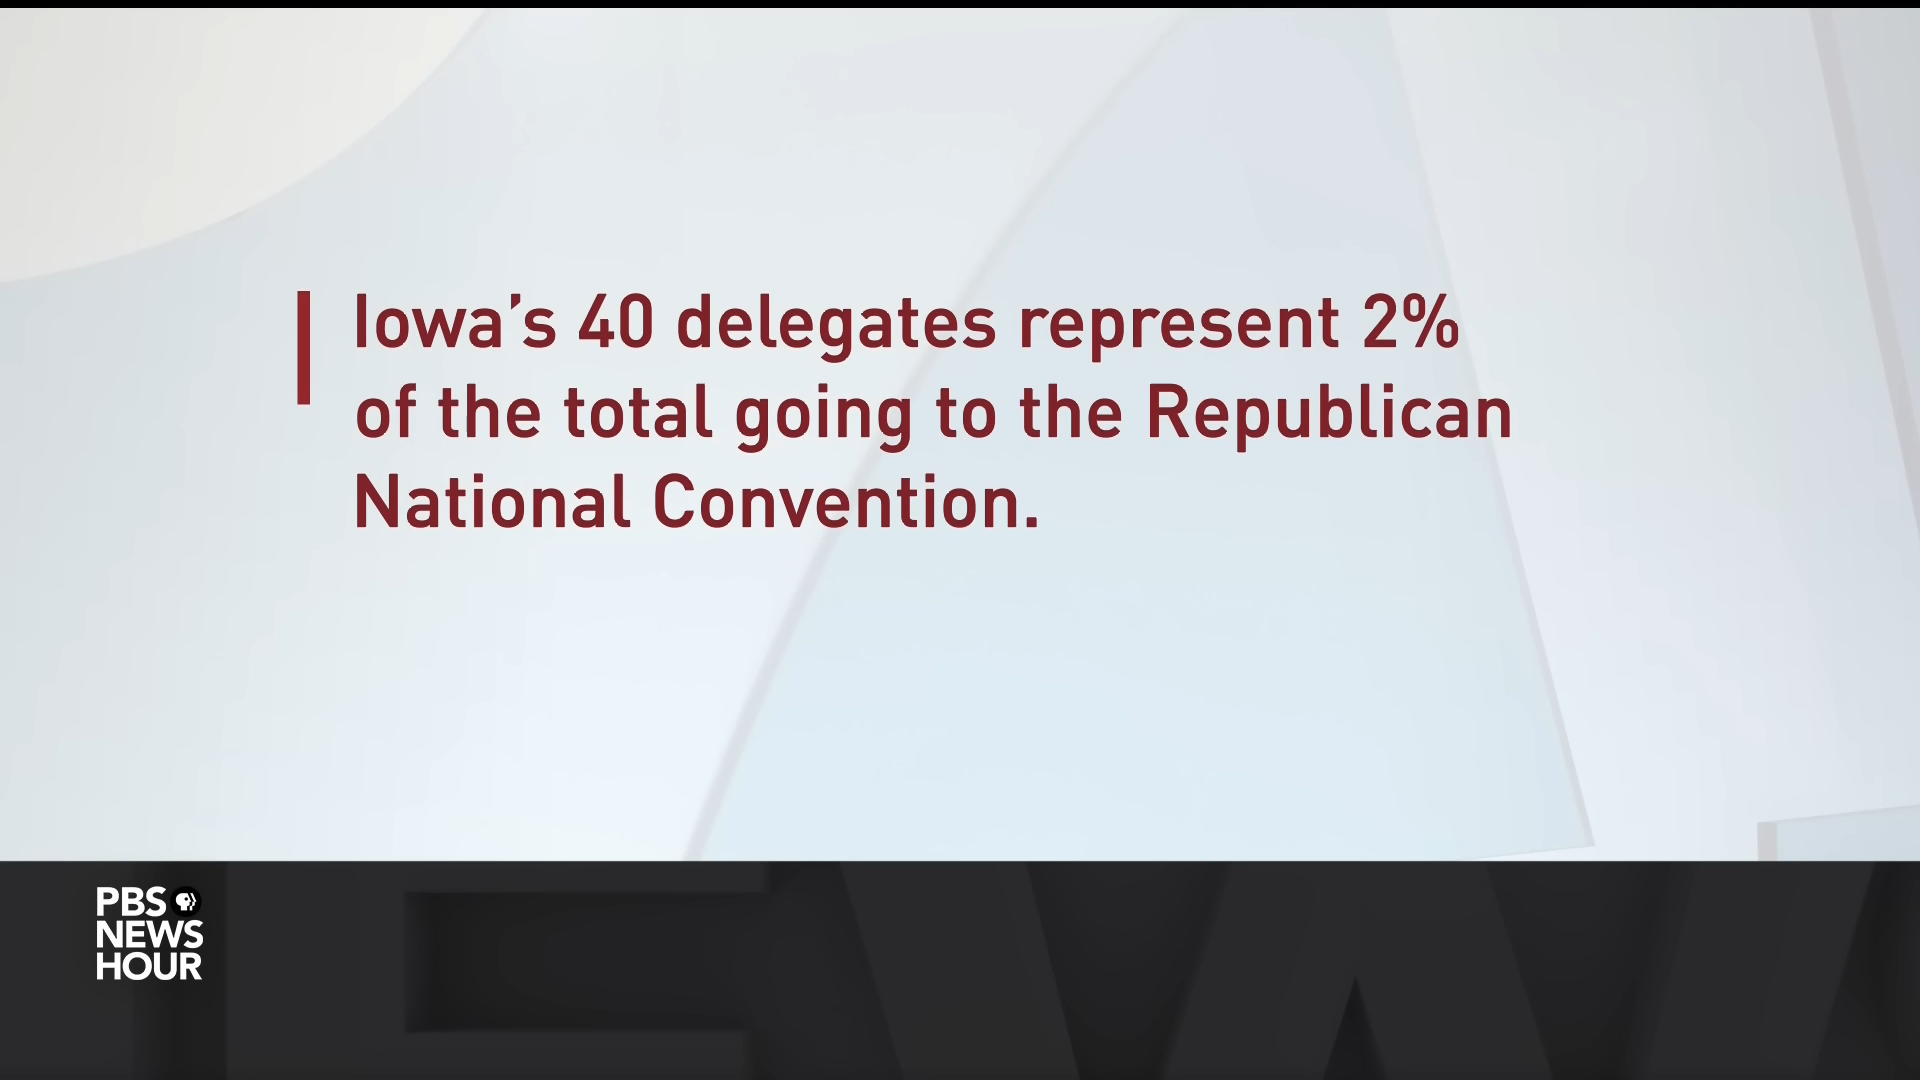 Iowa’s 40 delegates represent 2%
of the total going to the Republican
National Convention.
PBS
NEWS
HOUR